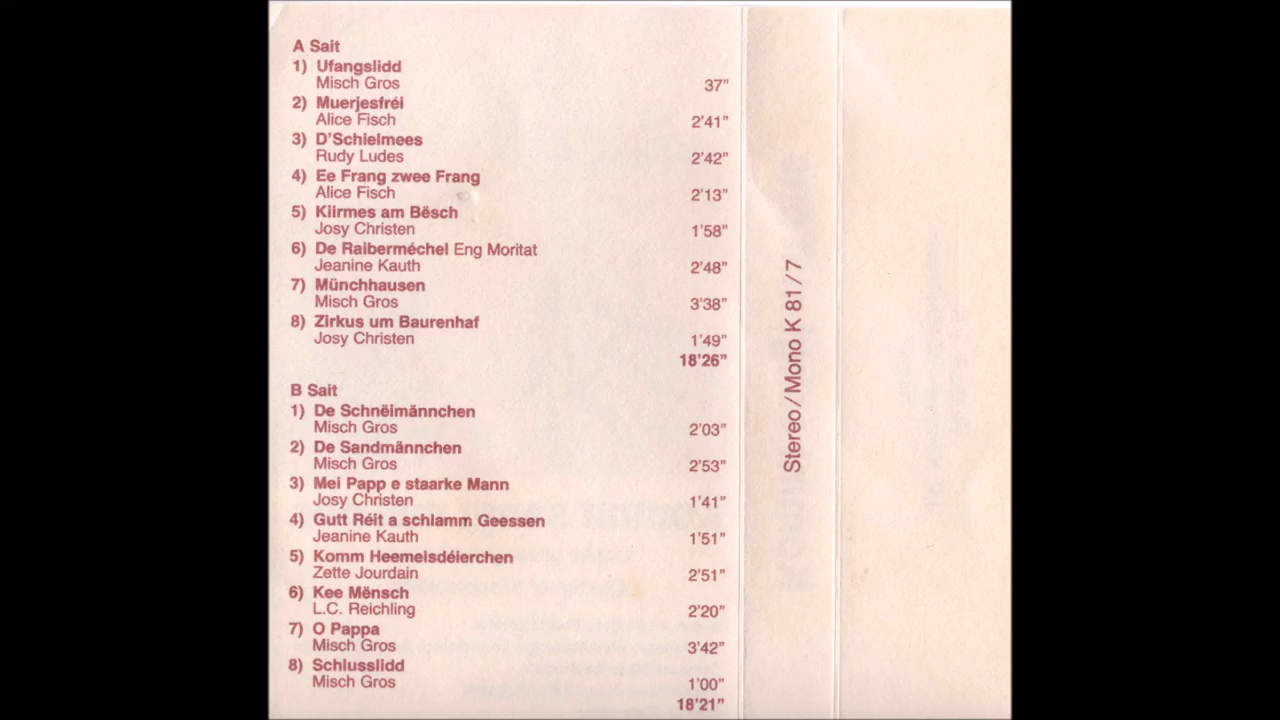 A Sait
1) Ufangslidd
Misch Gros 37”
2) Muerjesfréi
Alice Fisch 2’41”
3) D’Schielmees
Rudy Ludes 2’42”
4) Ee Frang zwee Frang
Alice Fisch 2’13”
5) Kiirmes am Bësch
Josy Christen 1’58”
6) De Raiberméchel Eng Moritat
Jeanine Kauth 2’48”
7) Münchhausen
Misch Gros 3’38”
8) Zirkus um Baurenhaf
Josy Christen 1’49”
18’26”
B Sait
1) De Schnëimännchen
Misch Gros 2’03”
2) De Sandmännchen
Misch Gros 2’53”
3) Mei Papp e staarke Mann
Josy Christen 1’41”
4) Gutt Réit a schlamm Geessen
Jeanine Kauth 1’51”
5) Komm Heemelsdéierchen
Zette Jourdain 2’51”
6) Kee Mënsch
L.C. Reichling 2’20”
7) O Pappa
Misch Gros 3’42”
8) Schlusslidd
Misch Gros 1’00”
18’21”
Stereo/Mono K 81/7